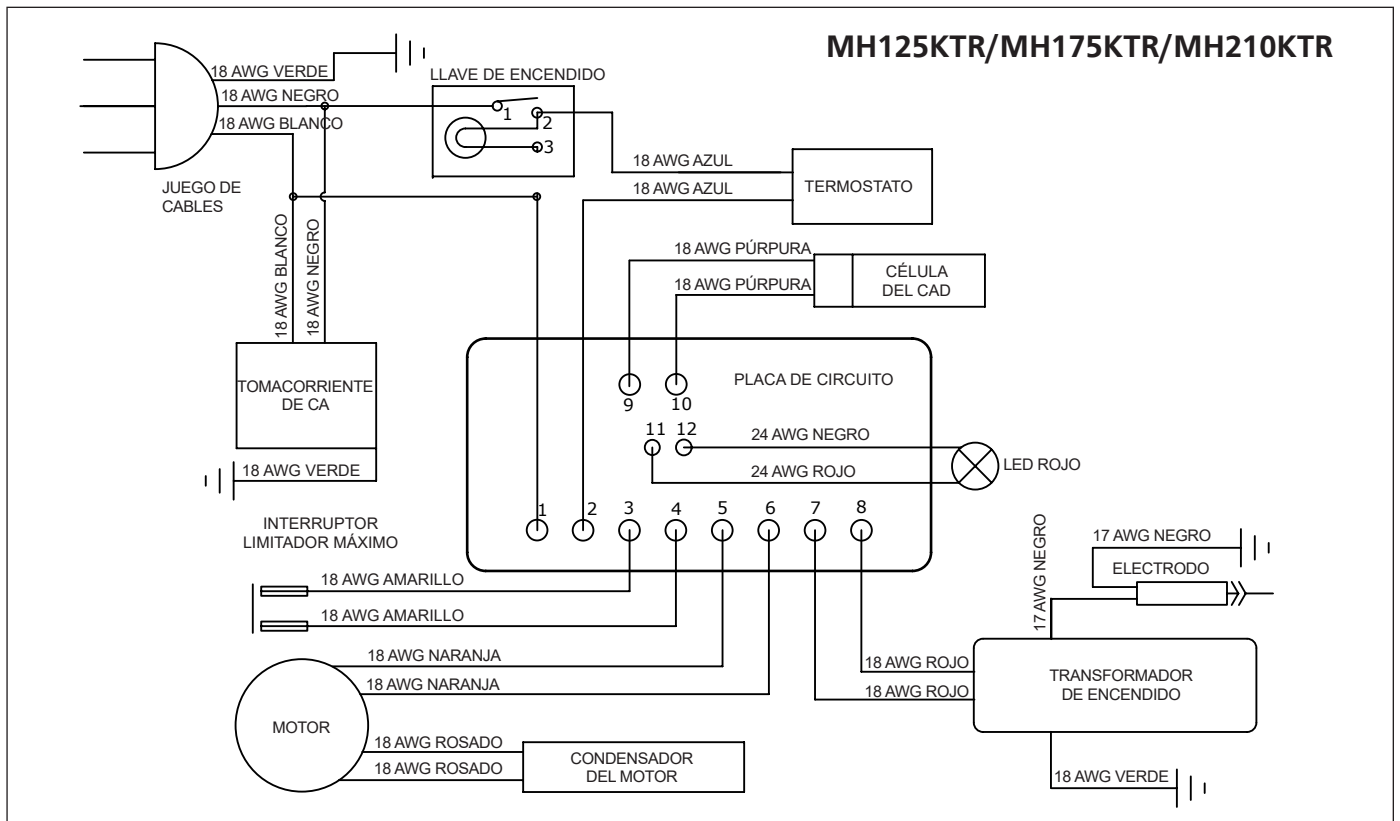 MH125KTR/MH175KTR/MH210KTR
18 AWG VERDE
LLAVE DE ENCENDIDO
18 AWG NEGRO
18 AWG BLANCO
1
2
3
JUEGO DE
CABLES
18 AWG AZUL
18 AWG AZUL
TERMOSTATO
18 AWG BLANCO
18 AWG NEGRO
18 AWG PÚRPURA
18 AWG PÚRPURA
CÉLULA
DEL CAD
TOMACORRIENTE
DE CA
PLACA DE CIRCUITO
9
10
11
12
24 AWG NEGRO
24 AWG ROJO
LED ROJO
18 AWG VERDE
1
2
3
4
5
6
7
8
INTERRUPTOR
LIMITADOR MÁXIMO
18 AWG AMARILLO
18 AWG AMARILLO
17 AWG NEGRO
17 AWG NEGRO
ELECTRODO
18 AWG NARANJA
18 AWG NARANJA
18 AWG ROJO
18 AWG ROJO
TRANSFORMADOR
DE ENCENDIDO
MOTOR
18 AWG ROSADO
18 AWG ROSADO
CONDENSADOR
DEL MOTOR
18 AWG VERDE